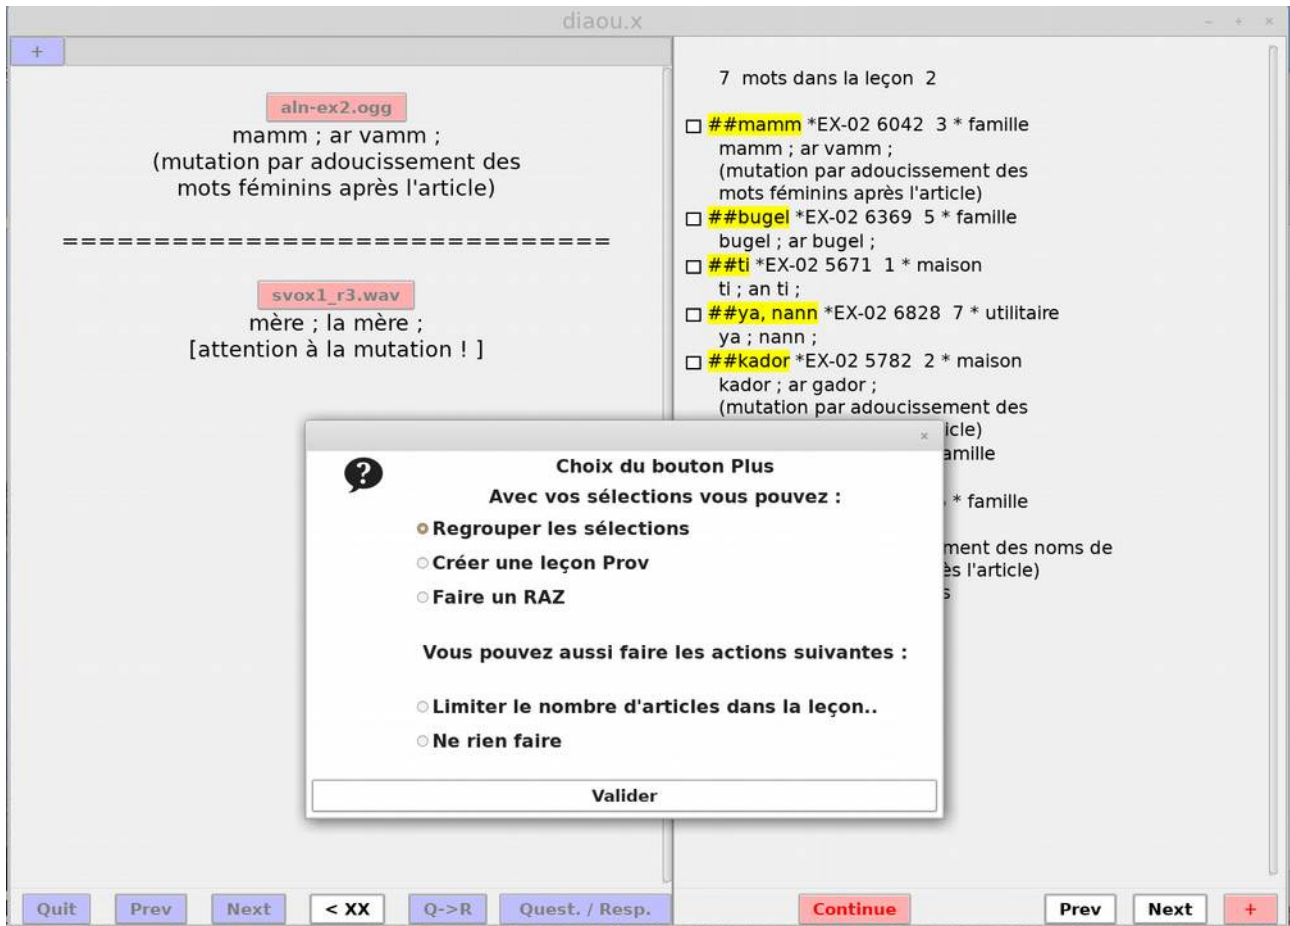 diaou.x
+
aln-ex2.ogg
mamm ; ar vamm ;
(mutation par adoucissement des
mots féminins après l'article)
==============================
svox1_r3.wav
mère ; la mère ;
[attention à la mutation ! ]
7 mots dans la leçon 2
##mamm *EX-02 6042 3 * famille
mamm ; ar vamm ;
(mutation par adoucissement des
mots féminins après l'article)
##bugel *EX-02 6369 5 * famille
bugel ; ar bugel ;
##ti *EX-02 5671 1 * maison
ti ; an ti ;
##ya, nann *EX-02 6828 7 * utilitaire
ya ; nann ;
##kador *EX-02 5782 2 * maison
kador ; ar gador ;
(mutation par adoucissement des
icle)
amille
* famille
ment des noms de
ès l'article)
s
Choix du bouton Plus
Avec vos sélections vous pouvez :
Regrouper les sélections
Créer une leçon Prov
Faire un RAZ
Vous pouvez aussi faire les actions suivantes :
Limiter le nombre d'articles dans la leçon..
Ne rien faire
Valider
Quit Prev Next < XX Q->R Quest. / Resp. Continue Prev Next +